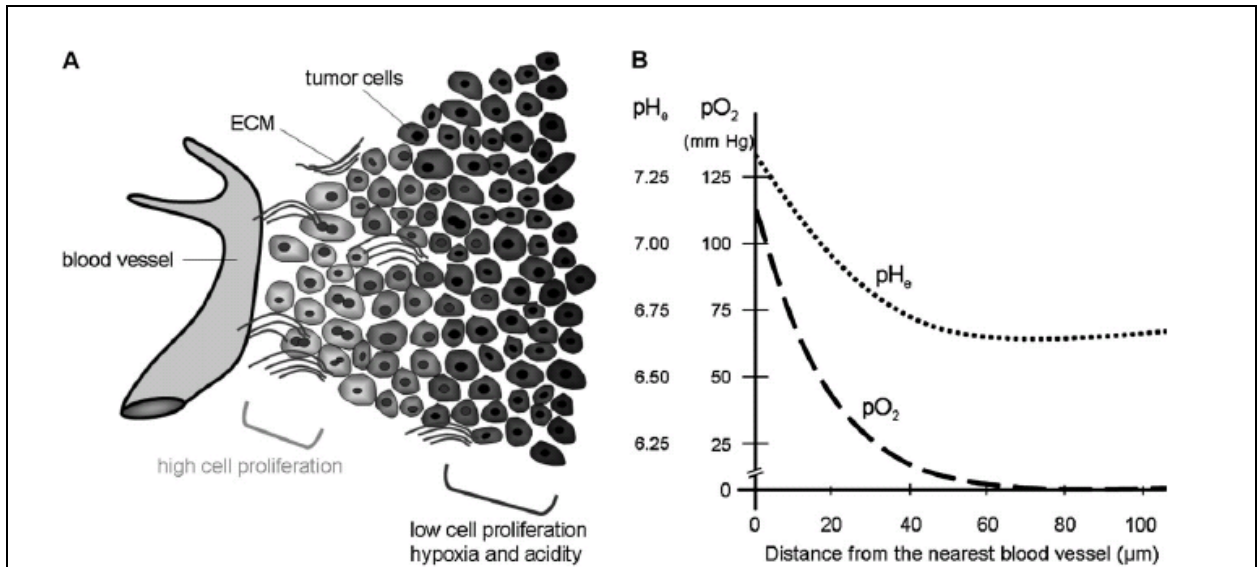 A
tumor cells
ECM
blood vessel
high cell proliferation
low cell proliferation
hypoxia and acidity
B
pHe pO2
(mm Hg)
7.25 125
7.00 100
6.75 75
6.50 50
6.25 25
0
pHe
pO2
0 20 40 60 80 100
Distance from the nearest blood vessel (µm)